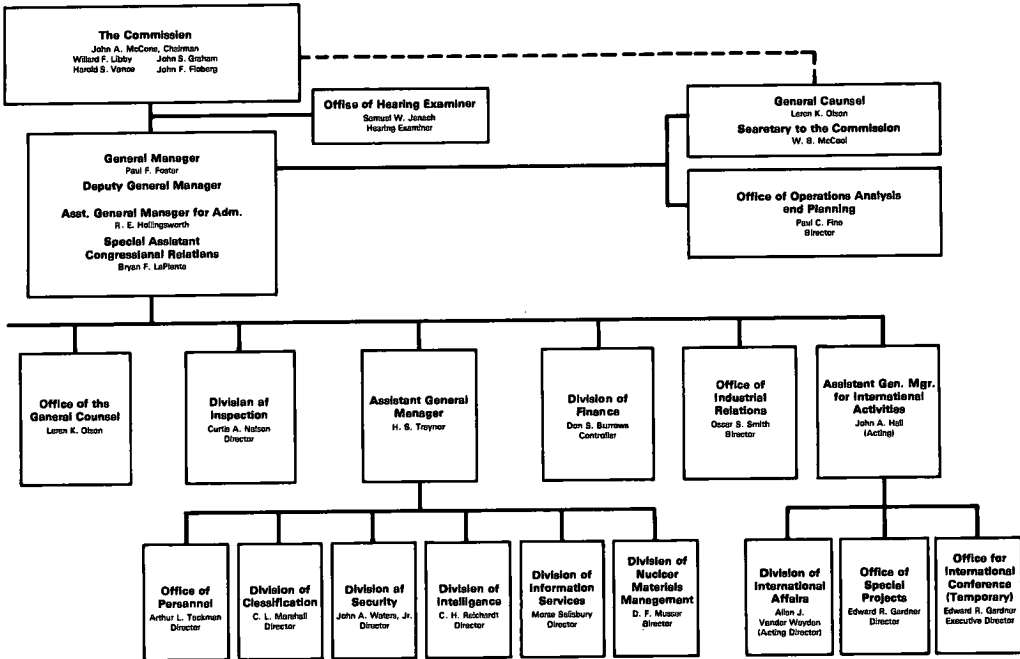 The Commission
John A. McCone, Chairman
Willard F. Libby John S. Graham
Harold S. Vance John F. Floberg
Office of Hearing Examiner
Samuel W. Jensch
Hearing Examiner
General Counsel
Loren K. Olson
Secretary to the Commission
W. B. McCool
General Manager
Paul F. Foster
Deputy General Manager
Asst. General Manager for Adm.
R. E. Hollingsworth
Special Assistant
Congressional Relations
Bryan F. LaPlante
Office of Operations Analysis
and Planning
Paul C. Fine
Director
Office of the
General Counsel
Loren K. Olson
Division of
Inspection
Curtis A. Nelson
Director
Assistant General
Manager
H. S. Traynor
Division of
Finance
Don S. Burrows
Controller
Office of
Industrial
Relations
Oscar S. Smith
Director
Assistant Gen. Mgr.
for International
Activities
John A. Hall
(Acting)
Office of
Personnel
Arthur L. Tackman
Director
Division of
Classification
C. L. Marshall
Director
Division of
Security
John A. Waters, Jr.
Director
Division of
Intelligence
C. H. Reichardt
Director
Division of
Information
Services
Morse Salisbury
Director
Division of
Nuclear
Materials
Management
D. F. Musser
Director
Division of
International
Affairs
Allan J.
Vander Weyden
(Acting Director)
Office of
Special
Projects
Edward R. Gardner
Director
Office for
International
Conference
(Temporary)
Edward R. Gardner
Executive Director